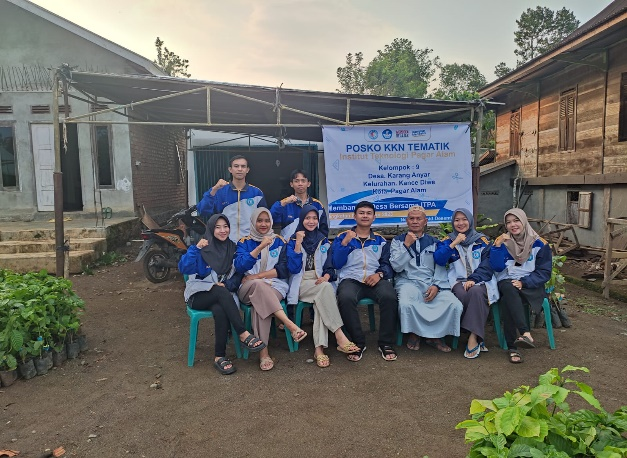 POSKO KKN TEMATIK
Institut Teknologi Pagar Alam
Kelompok - 9
Desa. Karang Anyar
Kelurahan. Kance Diwe
Kota. Pagar Alam
Desa Bersama ITPA